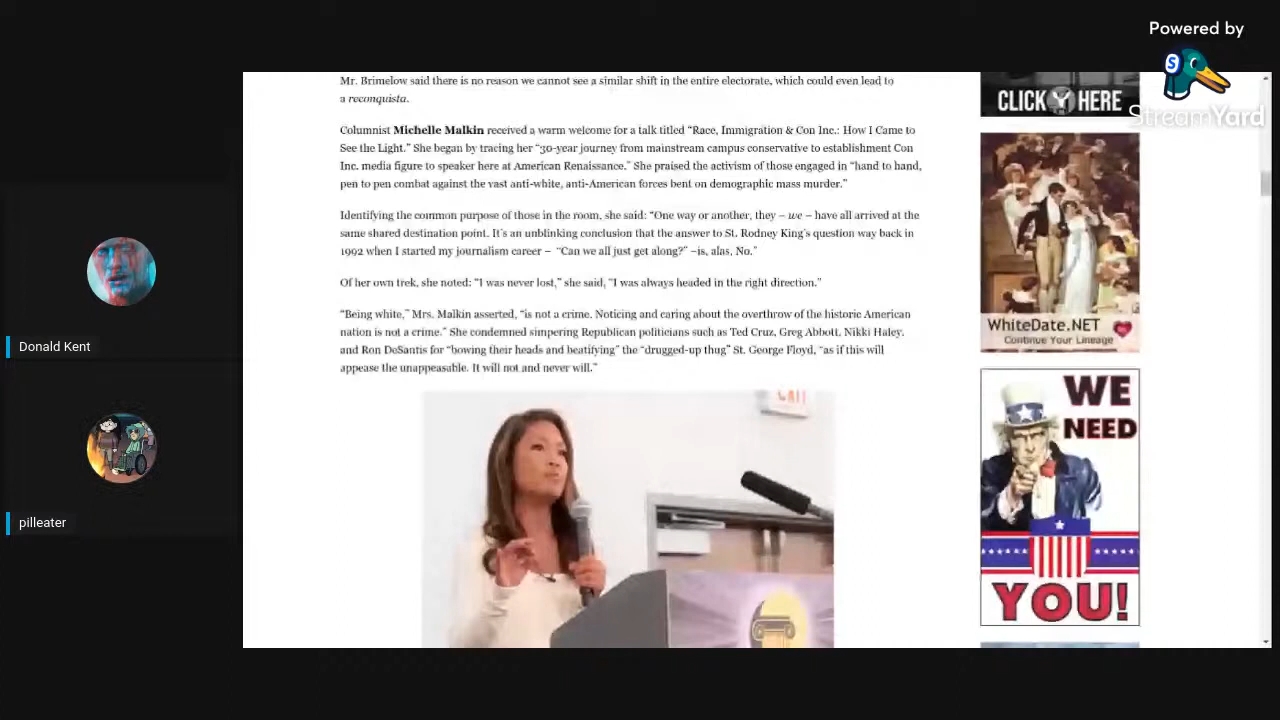 Powered by
StreamYard
Mr. Brimelow said there is no reason we cannot see a similar shift in the entire electorate, which could even lead to
a reconquista.
Columnist Michelle Malkin received a warm welcome for a talk titled “Race, Immigration & Con Inc.: How I Came to
See the Light.” She began by tracing her “30-year journey from mainstream campus conservative to establishment Con
Inc. media figure to speaker here at American Renaissance.” She praised the activism of those engaged in “hand to hand,
pen to pen combat against the vast anti-white, anti-American forces bent on demographic mass murder.”
Identifying the common purpose of those in the room, she said: “One way or another, they – we – have all arrived at the
same shared destination point. It’s an unblinking conclusion that the answer to St. Rodney King’s question way back in
1992 when I started my journalism career – “Can we all just get along?” –is, alas, No.”
Of her own trek, she noted: “I was never lost,” she said, “I was always headed in the right direction.”
“Being white,” Mrs. Malkin asserted, “is not a crime. Noticing and caring about the overthrow of the historic American
nation is not a crime.” She condemned simpering Republican politicians such as Ted Cruz, Greg Abbott, Nikki Haley,
and Ron DeSantis for “bowing their heads and beatifying” the “drugged-up thug” St. George Floyd, “as if this will
appease the unappeasable. It will not and never will.”
EXIT
CLICK HERE
WhiteDate.NET
Continue Your Lineage
WE
NEED
YOU!
Donald Kent
pilleater